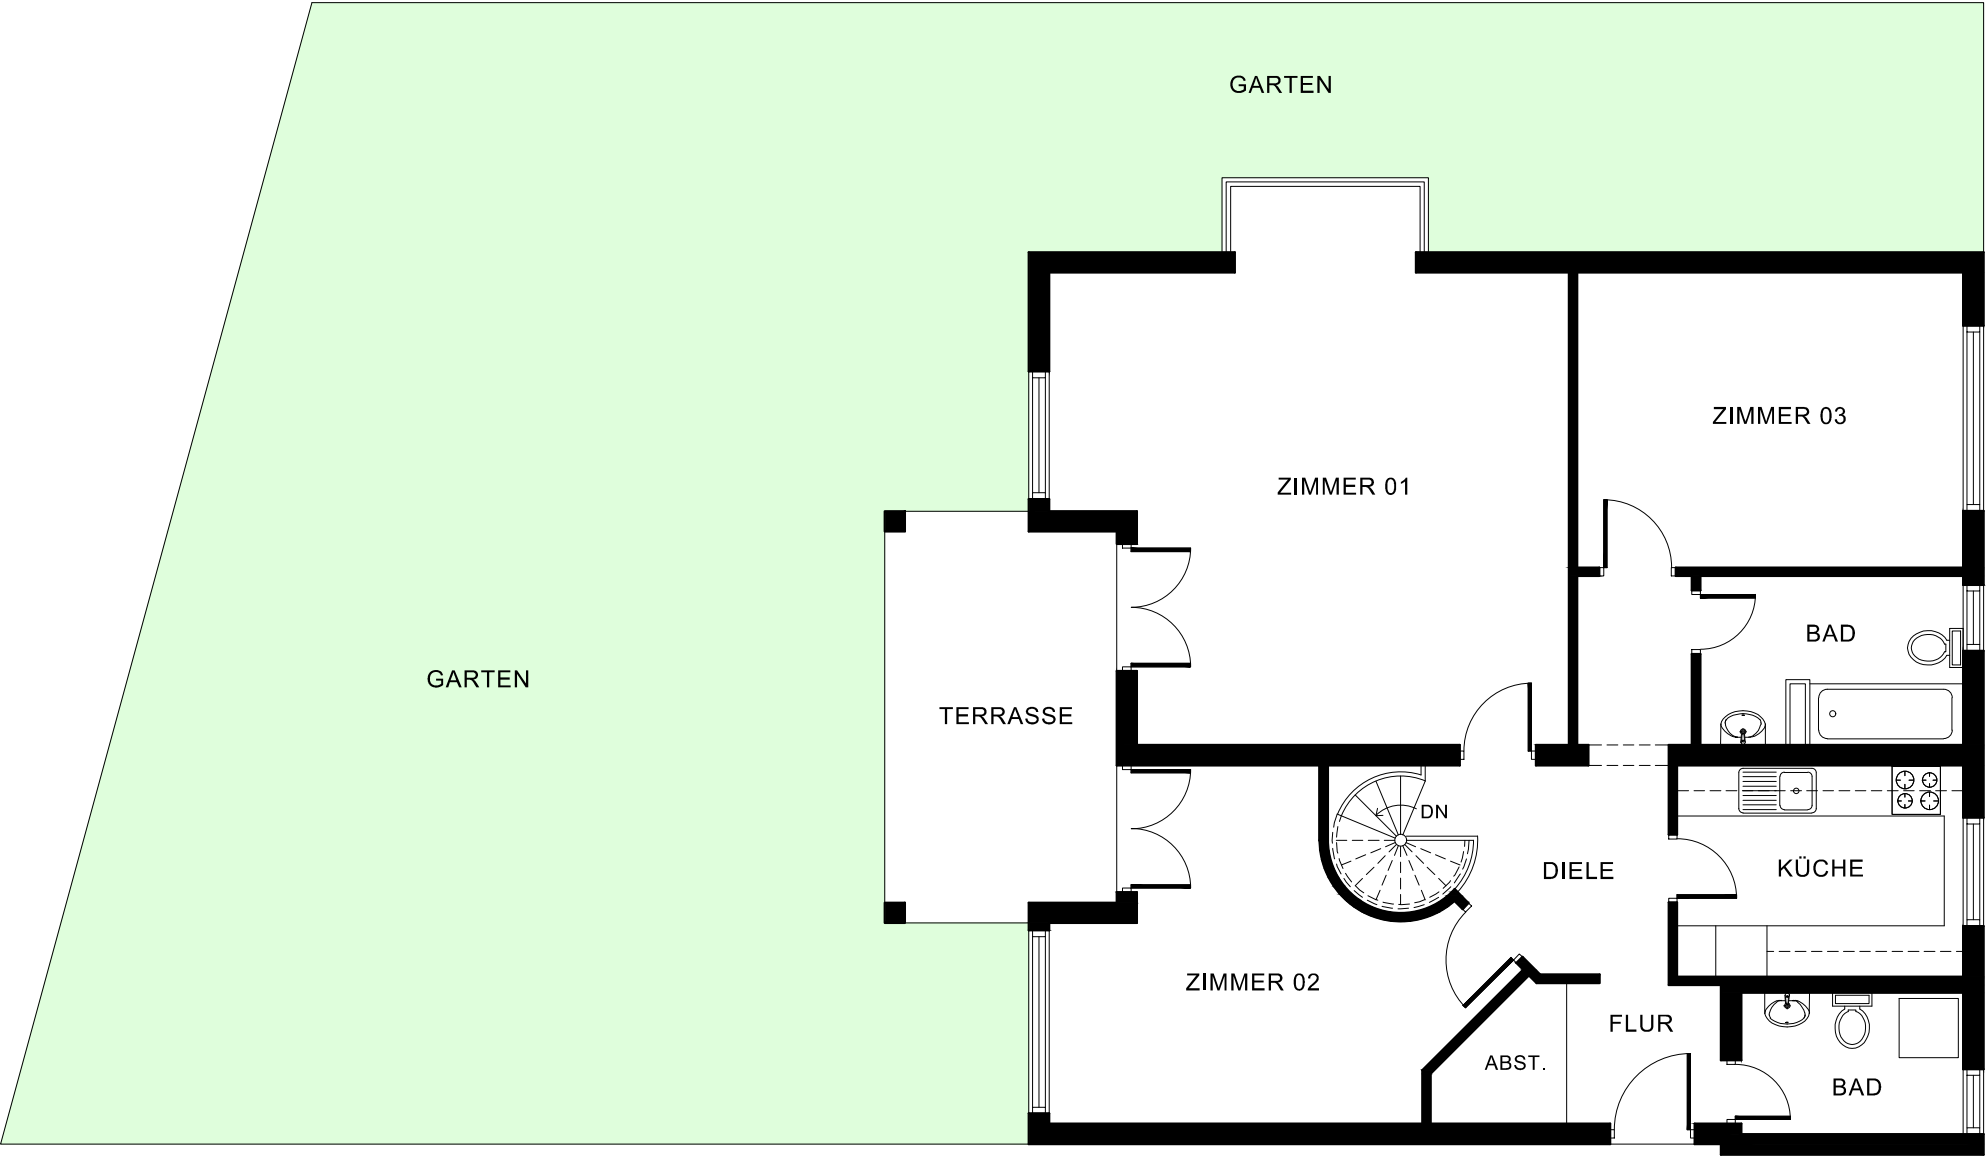 GARTEN
ZIMMER 03
ZIMMER 01
BAD
GARTEN
TERRASSE
DN
DIELE
KÜCHE
ZIMMER 02
FLUR
ABST.
BAD